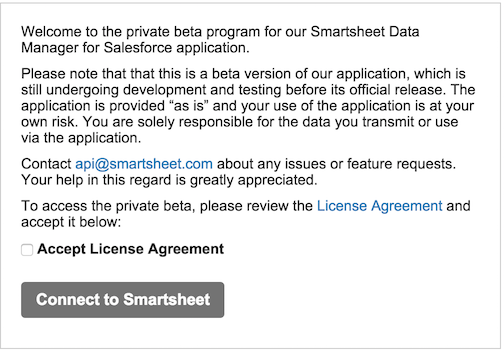 Welcome to the private beta program for our Smartsheet Data
Manager for Salesforce application.
Please note that that this is a beta version of our application, which is
still undergoing development and testing before its official release. The
application is provided “as is” and your use of the application is at your
own risk. You are solely responsible for the data you transmit or use
via the application.
Contact api@smartsheet.com about any issues or feature requests.
Your help in this regard is greatly appreciated.
To access the private beta, please review the License Agreement and
accept it below:
Accept License Agreement
Connect to Smartsheet